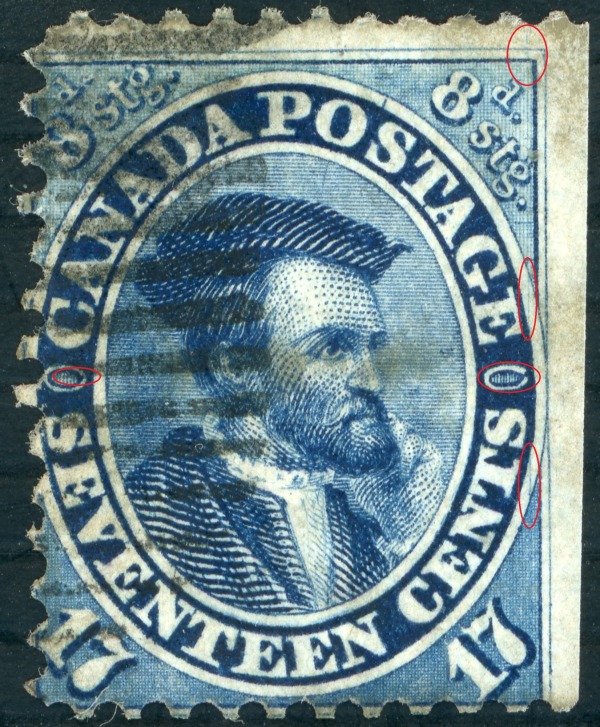 8d. stg.
8d. stg.
CANADA POSTAGE
SEVENTEEN CENTS
17
17